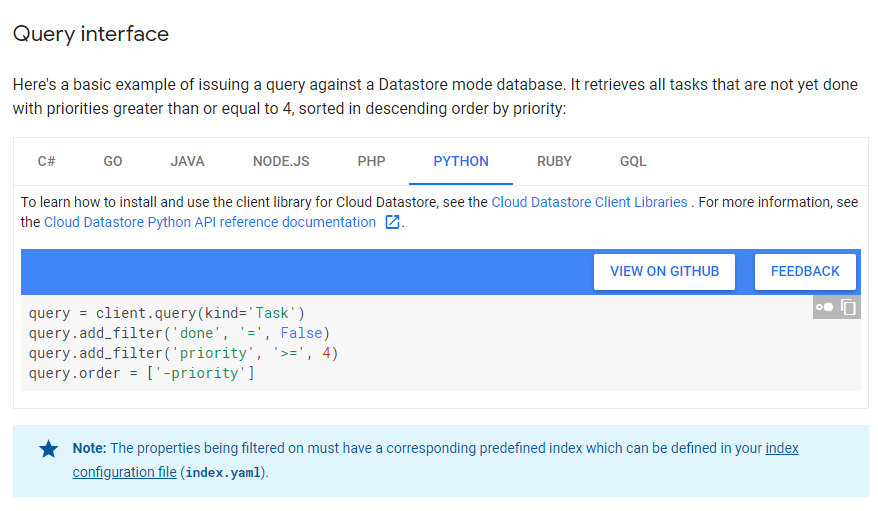 Query interface
Here's a basic example of issuing a query against a Datastore mode database. It retrieves all tasks that are not yet done
with priorities greater than or equal to 4, sorted in descending order by priority:
C# GO JAVA NODE.JS PHP PYTHON RUBY GQL
To learn how to install and use the client library for Cloud Datastore, see the Cloud Datastore Client Libraries . For more information, see
the Cloud Datastore Python API reference documentation .
VIEW ON GITHUB FEEDBACK
query = client.query(kind='Task')
query.add_filter('done', '=', False)
query.add_filter('priority', '>=', 4)
query.order = ['-priority']
Note: The properties being filtered on must have a corresponding predefined index which can be defined in your index
configuration file (index.yaml).